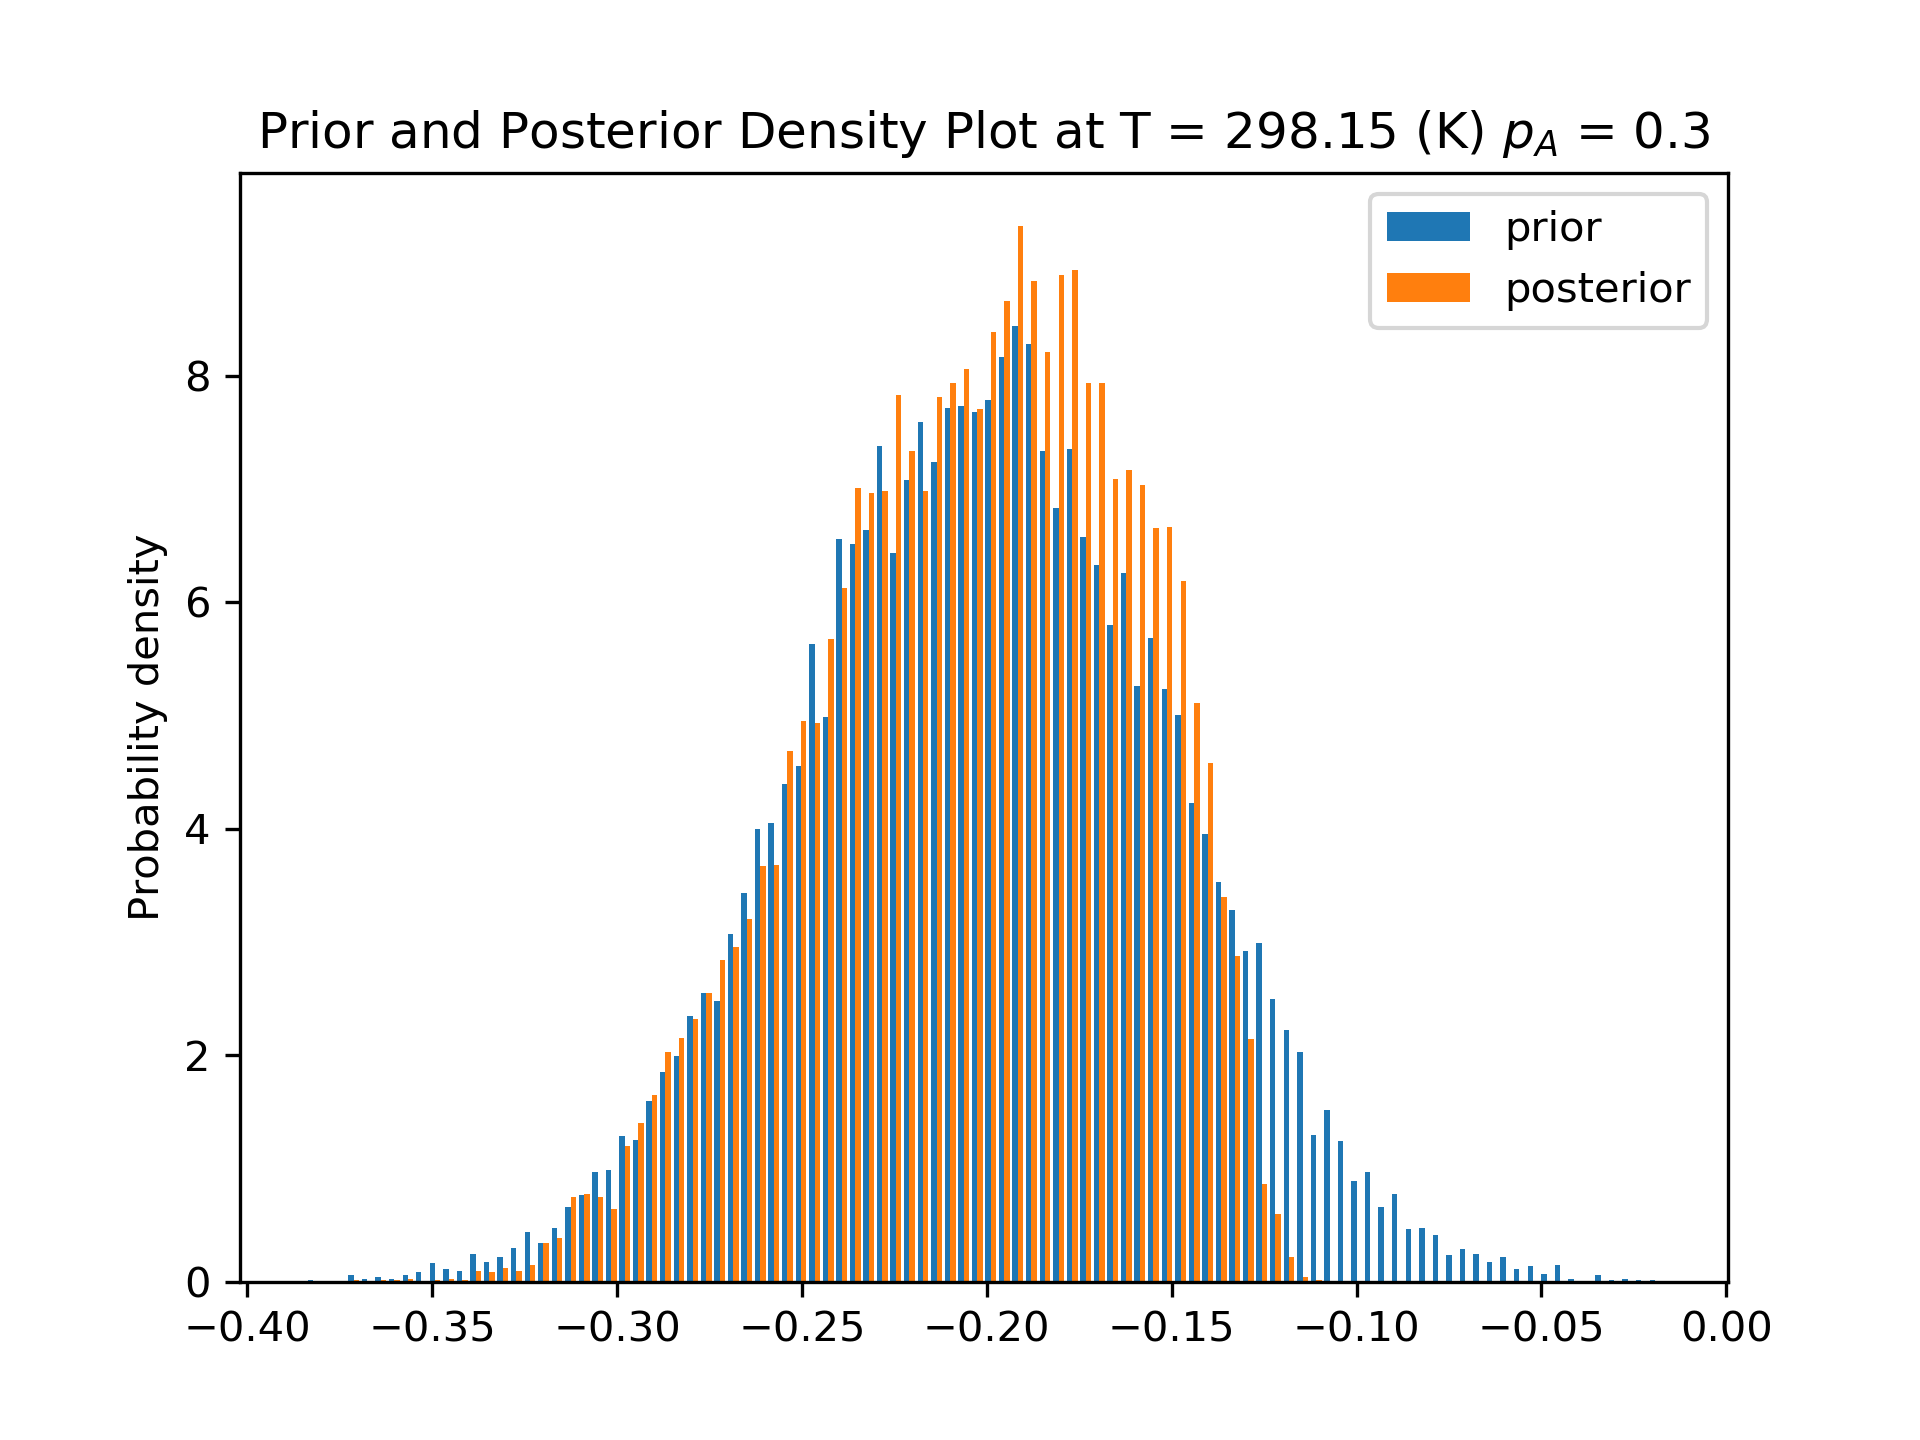 Prior and Posterior Density Plot at T = 298.15 (K) p_A = 0.3
prior
posterior
Probability density
8
6
4
2
0
−0.40 −0.35 −0.30 −0.25 −0.20 −0.15 −0.10 −0.05 0.00